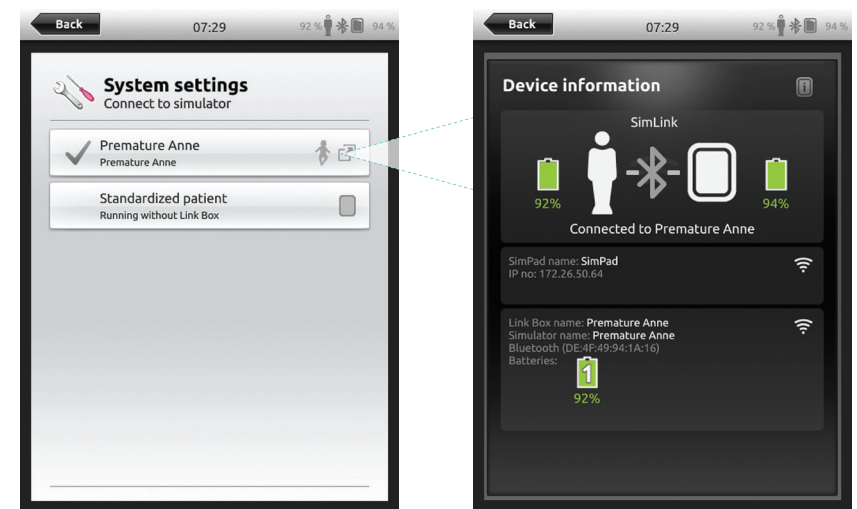 Back 07:29 92 % 94 %
System settings
Connect to simulator
Premature Anne
Premature Anne
Standardized patient
Running without Link Box
Back 07:29 92 % 94 %
Device information
SimLink
92% 94%
Connected to Premature Anne
SimPad name: SimPad
IP no: 172.26.50.64
Link Box name: Premature Anne
Simulator name: Premature Anne
Bluetooth (DE:4F:49:94:1A:16)
Batteries:
1
92%